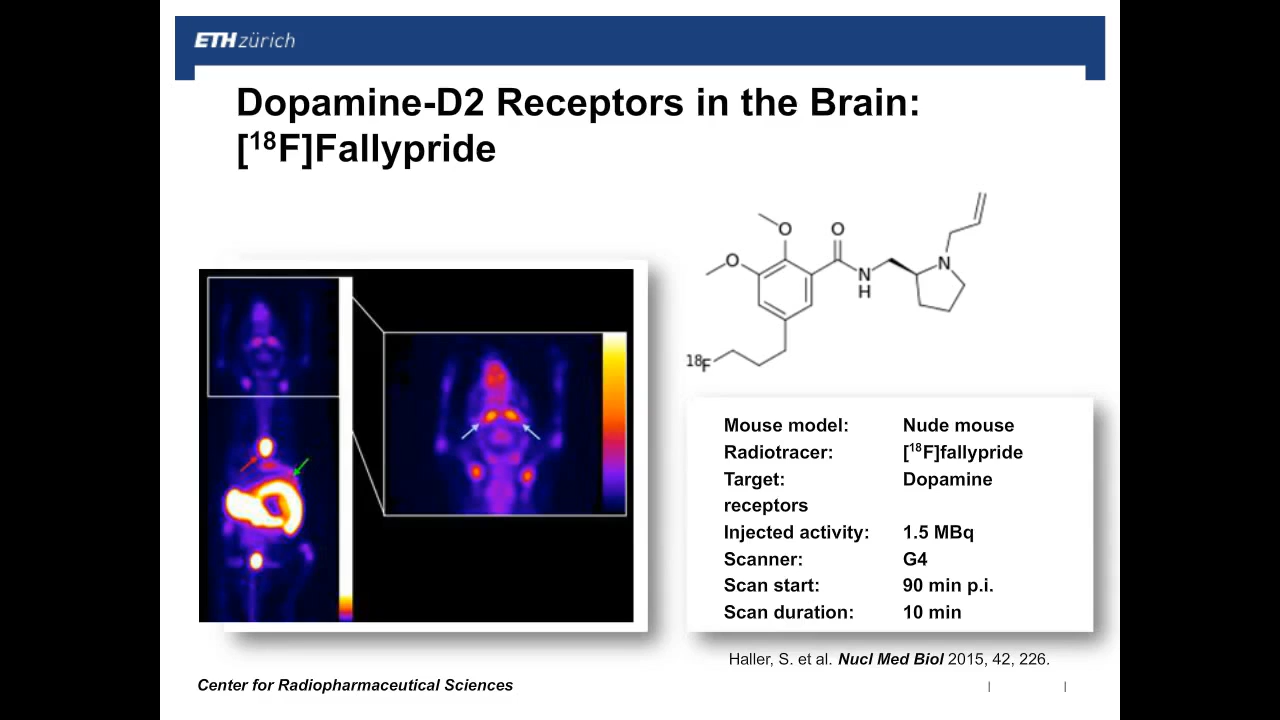 ETH zürich
Dopamine-D2 Receptors in the Brain:
[¹⁸F]Fallypride
O
O
O
N
H
N
¹⁸F
Mouse model: Nude mouse
Radiotracer: [¹⁸F]fallypride
Target: Dopamine
receptors
Injected activity: 1.5 MBq
Scanner: G4
Scan start: 90 min p.i.
Scan duration: 10 min
Haller, S. et al. Nucl Med Biol 2015, 42, 226.
Center for Radiopharmaceutical Sciences
| |